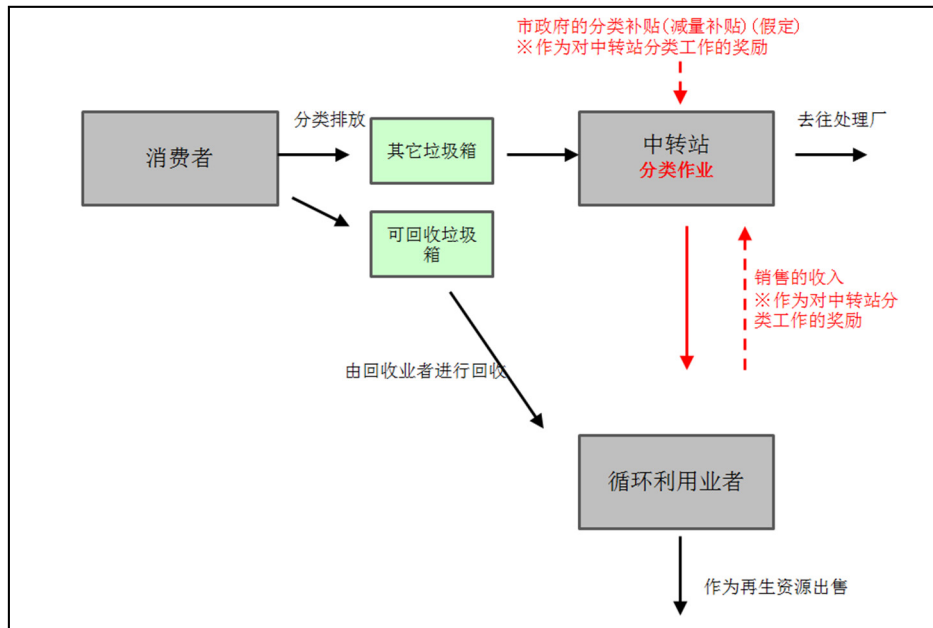 市政府的分类补贴(减量补贴)(假定)
※作为对中转站分类工作的奖励
消费者
分类排放
其它垃圾箱
中转站
分类作业
去往处理厂
可回收垃圾
箱
销售的收入
※作为对中转站分
类工作的奖励
由回收业者进行回收
循环利用业者
作为再生资源出售